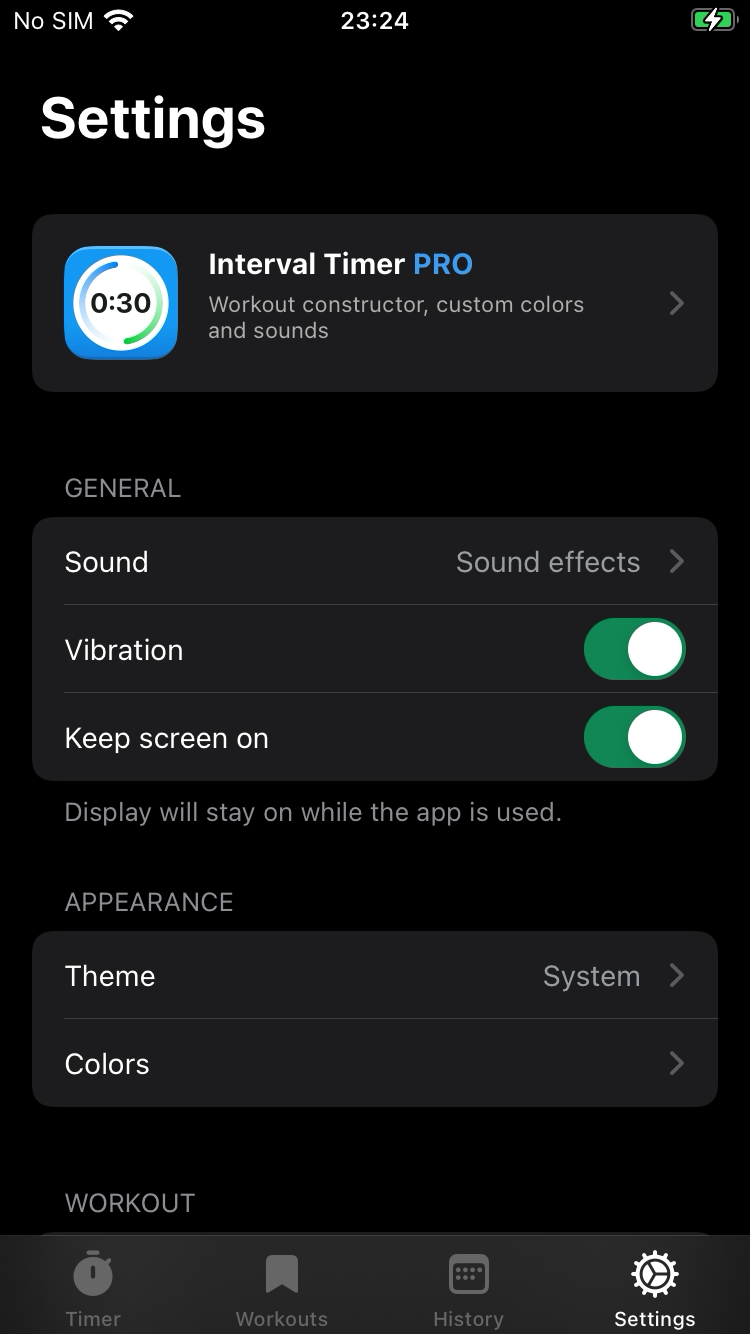 No SIM 23:24
Settings
0:30
Interval Timer PRO
Workout constructor, custom colors
and sounds
GENERAL
Sound Sound effects
Vibration
Keep screen on
Display will stay on while the app is used.
APPEARANCE
Theme System
Colors
WORKOUT
Timer Workouts History Settings